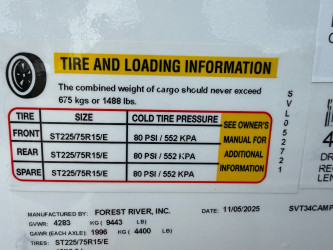 TIRE AND LOADING INFORMATION
The combined weight of cargo should never exceed
675 kgs or 1488 lbs.
TIRE SIZE COLD TIRE PRESSURE SEE OWNER'S MANUAL FOR ADDITIONAL INFORMATION
FRONT ST225/75R15/E 80 PSI / 552 KPA
REAR ST225/75R15/E 80 PSI / 552 KPA
SPARE ST225/75R15/E 80 PSI / 552 KPA
SVL052721
MANUFACTURED BY: FOREST RIVER, INC. DATE: 11/05/2025 SVT34CAMP
GVWR: 4283 KG ( 9443 LB)
GAWR (EACH AXLE): 1996 KG ( 4400 LB)
TIRES: ST225/75R15/E